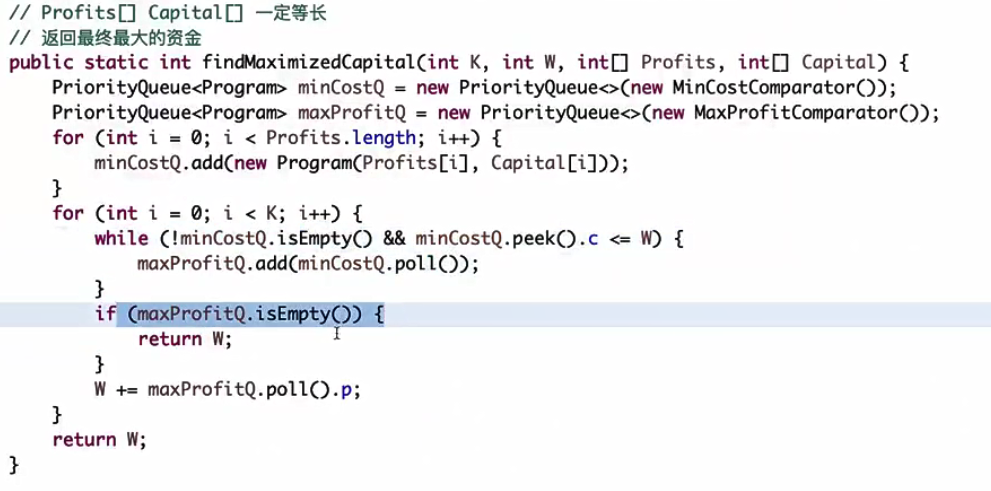 // Profits[] Capital[] 一定等长
// 返回最终最大的资金
public static int findMaximizedCapital(int K, int W, int[] Profits, int[] Capital) {
    PriorityQueue<Program> minCostQ = new PriorityQueue<>(new MinCostComparator());
    PriorityQueue<Program> maxProfitQ = new PriorityQueue<>(new MaxProfitComparator());
    for (int i = 0; i < Profits.length; i++) {
        minCostQ.add(new Program(Profits[i], Capital[i]));
    }
    for (int i = 0; i < K; i++) {
        while (!minCostQ.isEmpty() && minCostQ.peek().c <= W) {
            maxProfitQ.add(minCostQ.poll());
        }
        if (maxProfitQ.isEmpty()) {
            return W;
        }
        W += maxProfitQ.poll().p;
    }
    return W;
}